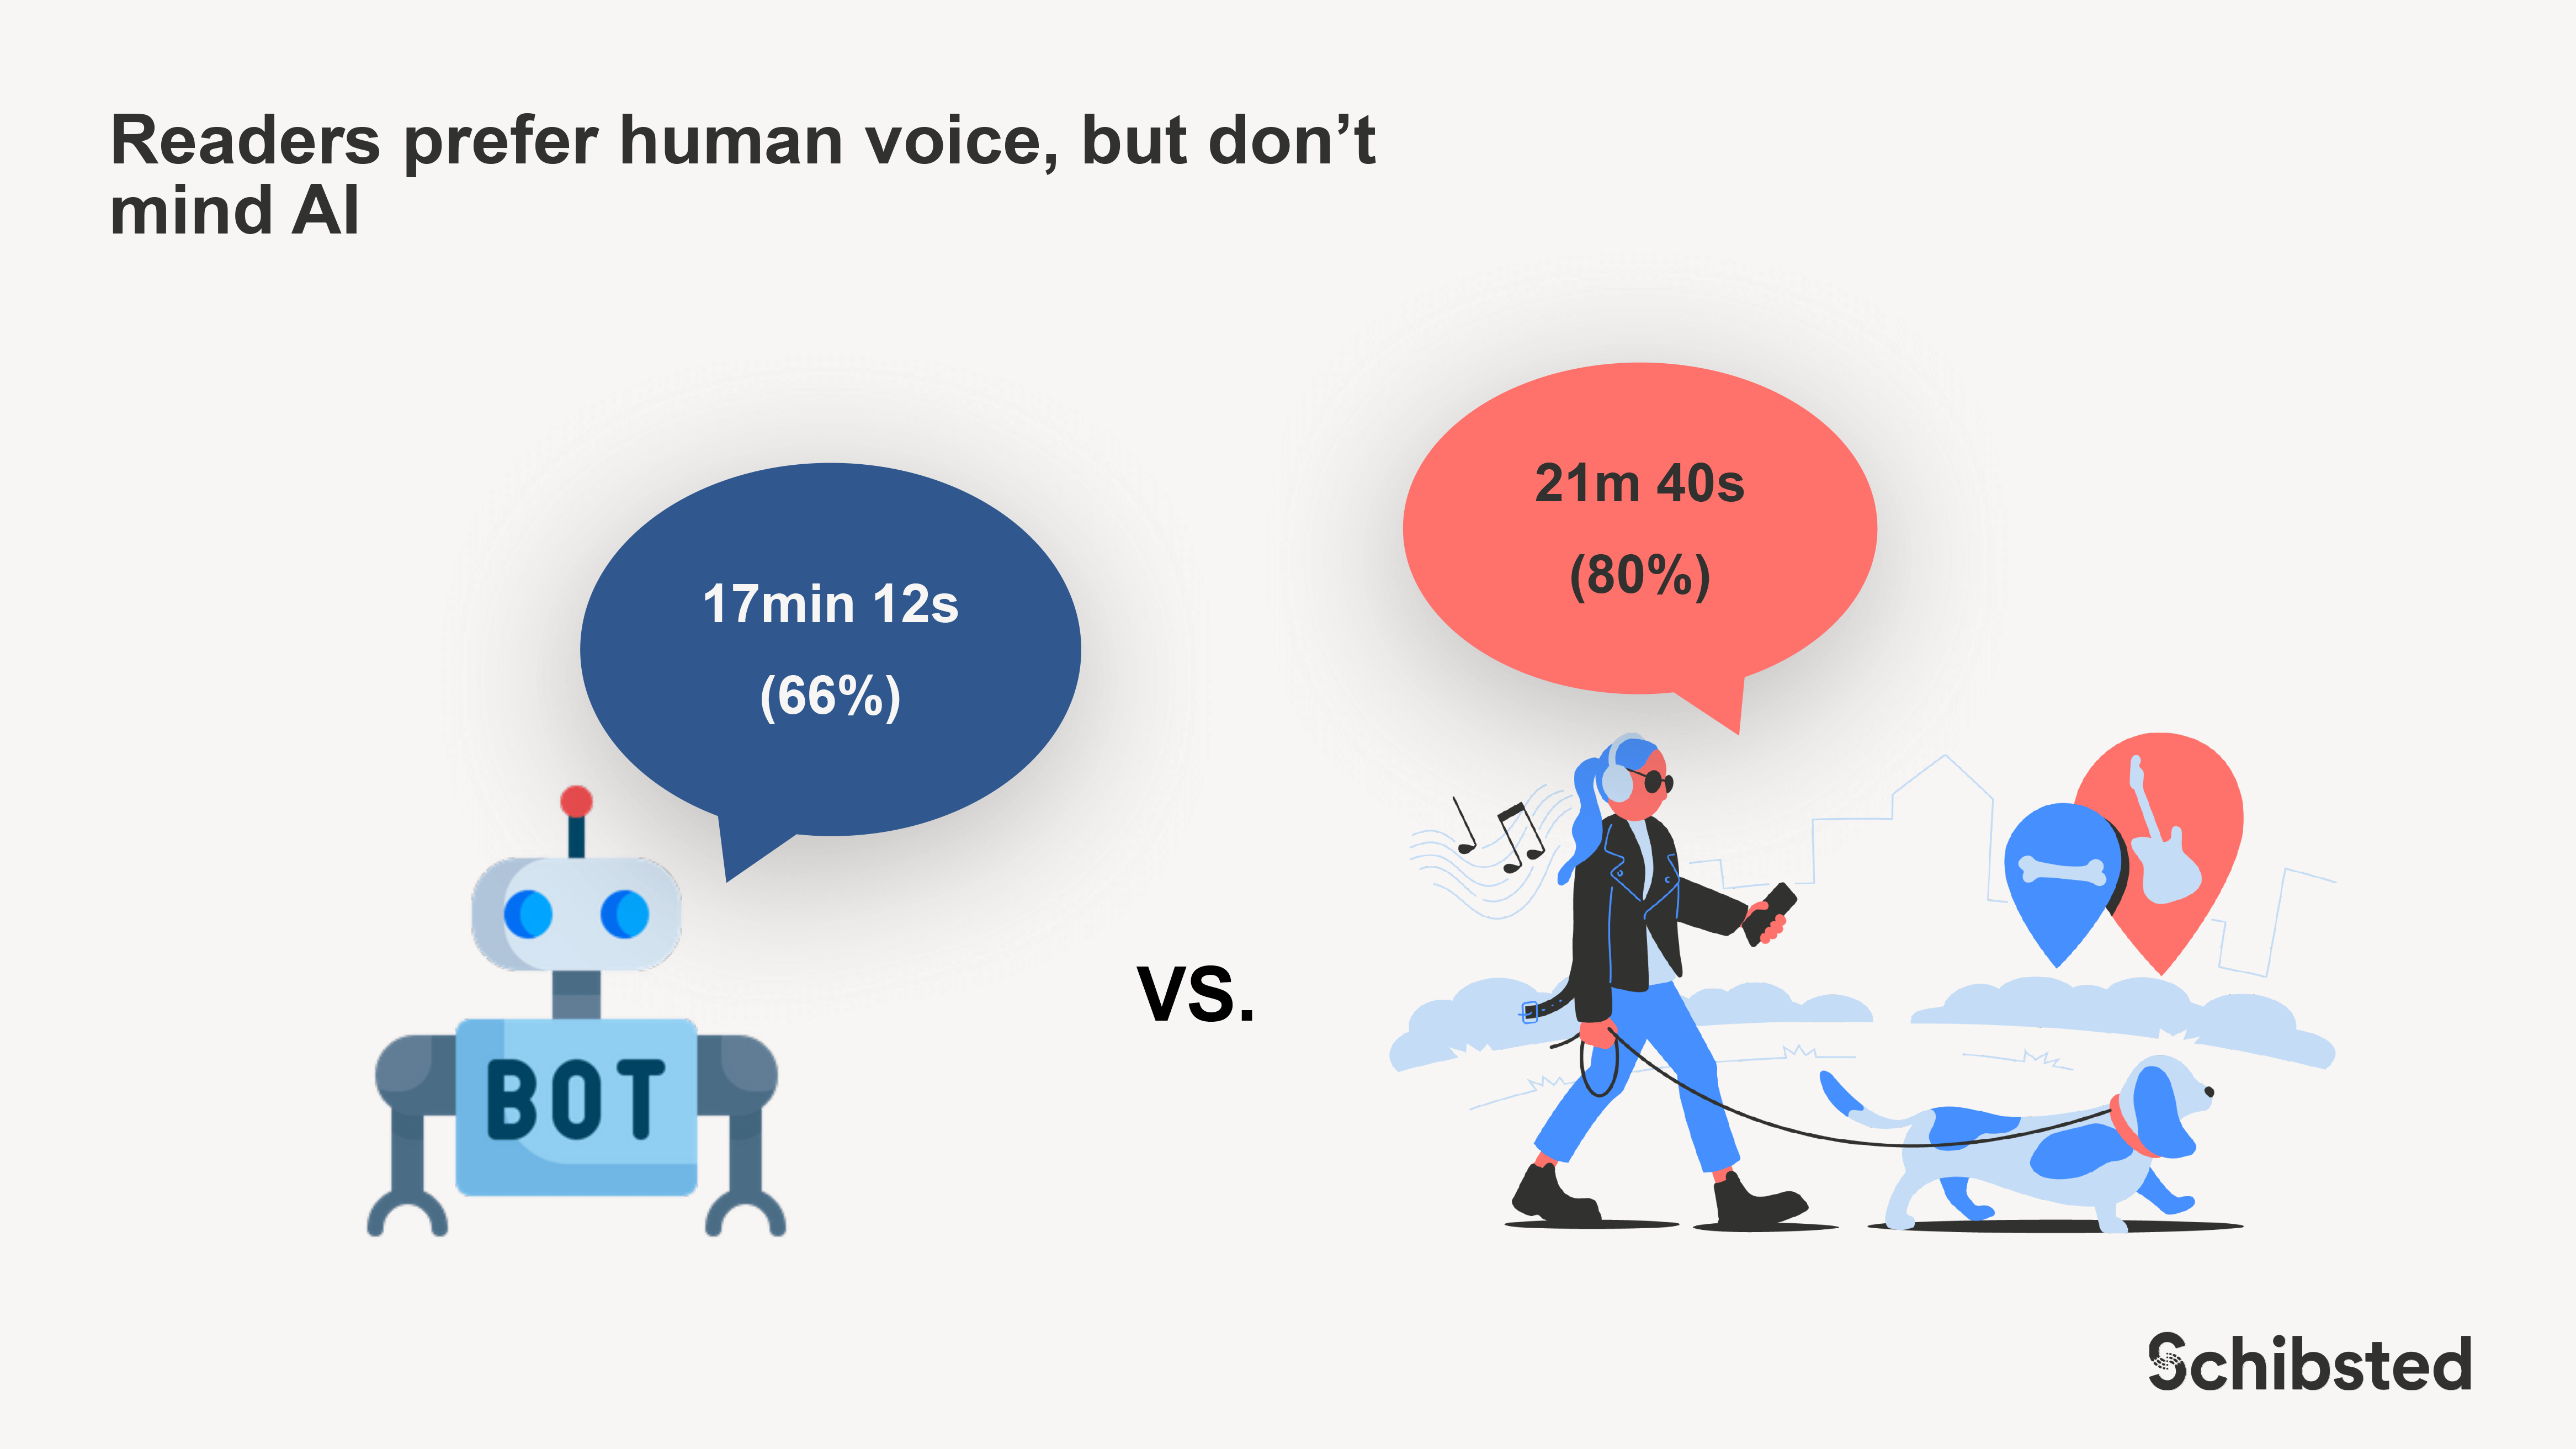 Readers prefer human voice, but don’t
mind AI
21m 40s
(80%)
17min 12s
(66%)
VS.
BOT
Schibsted